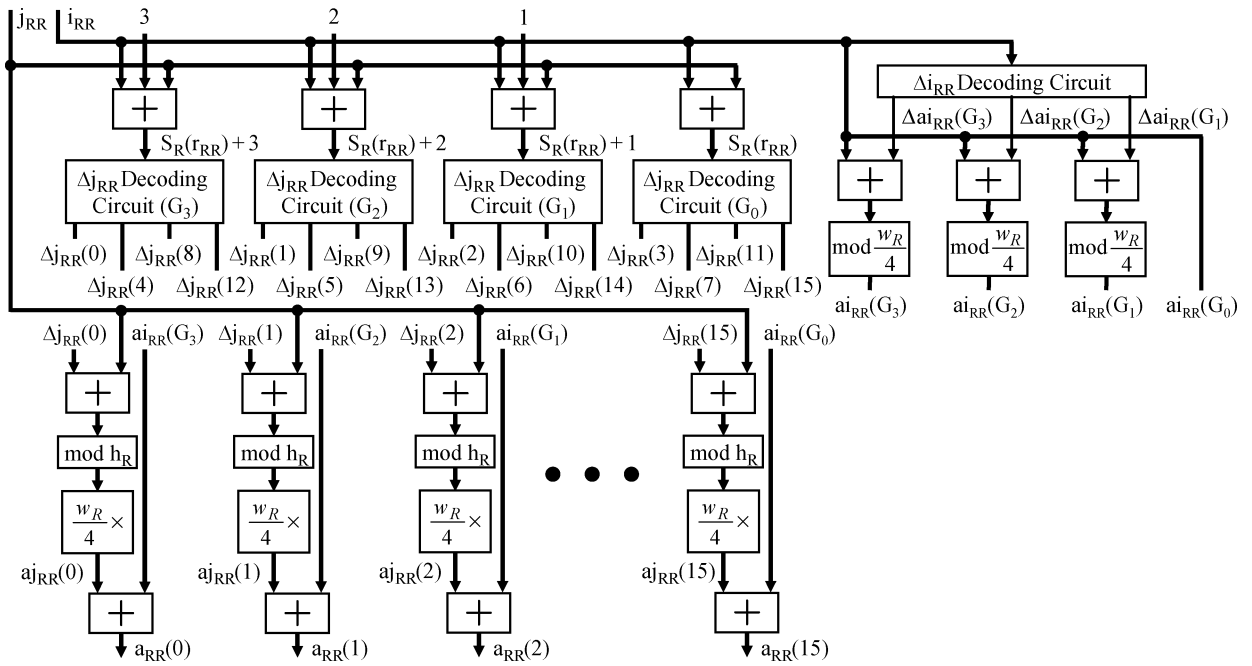 j_RR i_RR 3 2 1
+ + + +
Δi_RR Decoding Circuit
S_R(r_RR)+3 S_R(r_RR)+2 S_R(r_RR)+1 S_R(r_RR)
Δai_RR(G_3) Δai_RR(G_2) Δai_RR(G_1)
Δj_RR Decoding Circuit (G_3)
Δj_RR Decoding Circuit (G_2)
Δj_RR Decoding Circuit (G_1)
Δj_RR Decoding Circuit (G_0)
+ + +
mod w_R/4 mod w_R/4 mod w_R/4
Δj_RR(0) Δj_RR(8) Δj_RR(1) Δj_RR(9) Δj_RR(2) Δj_RR(10) Δj_RR(3) Δj_RR(11)
Δj_RR(4) Δj_RR(12) Δj_RR(5) Δj_RR(13) Δj_RR(6) Δj_RR(14) Δj_RR(7) Δj_RR(15)
ai_RR(G_3) ai_RR(G_2) ai_RR(G_1) ai_RR(G_0)
Δj_RR(0) ai_RR(G_3) Δj_RR(1) ai_RR(G_2) Δj_RR(2) ai_RR(G_1) Δj_RR(15) ai_RR(G_0)
+ + + +
mod h_R mod h_R mod h_R mod h_R
w_R/4 × w_R/4 × w_R/4 × w_R/4 ×
aj_RR(0) aj_RR(1) aj_RR(2) aj_RR(15)
+ + + +
a_RR(0) a_RR(1) a_RR(2) a_RR(15)